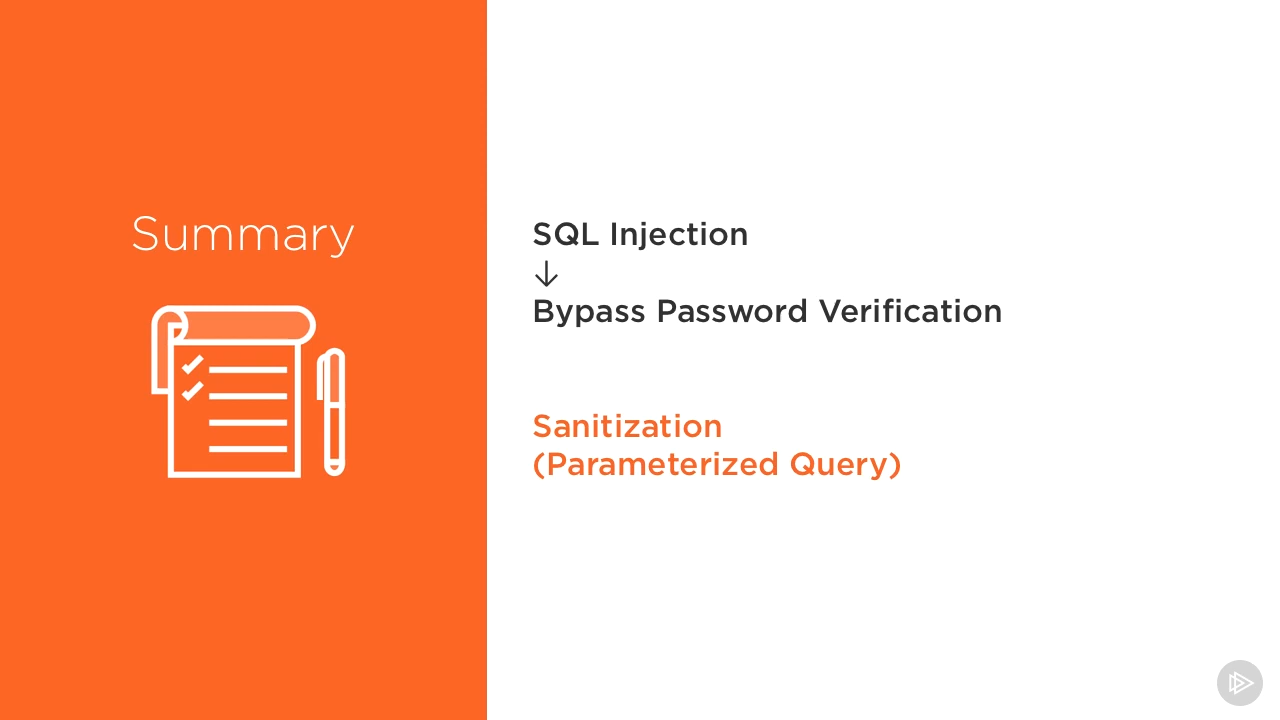 Summary
SQL Injection
↓
Bypass Password Verification
Sanitization
(Parameterized Query)